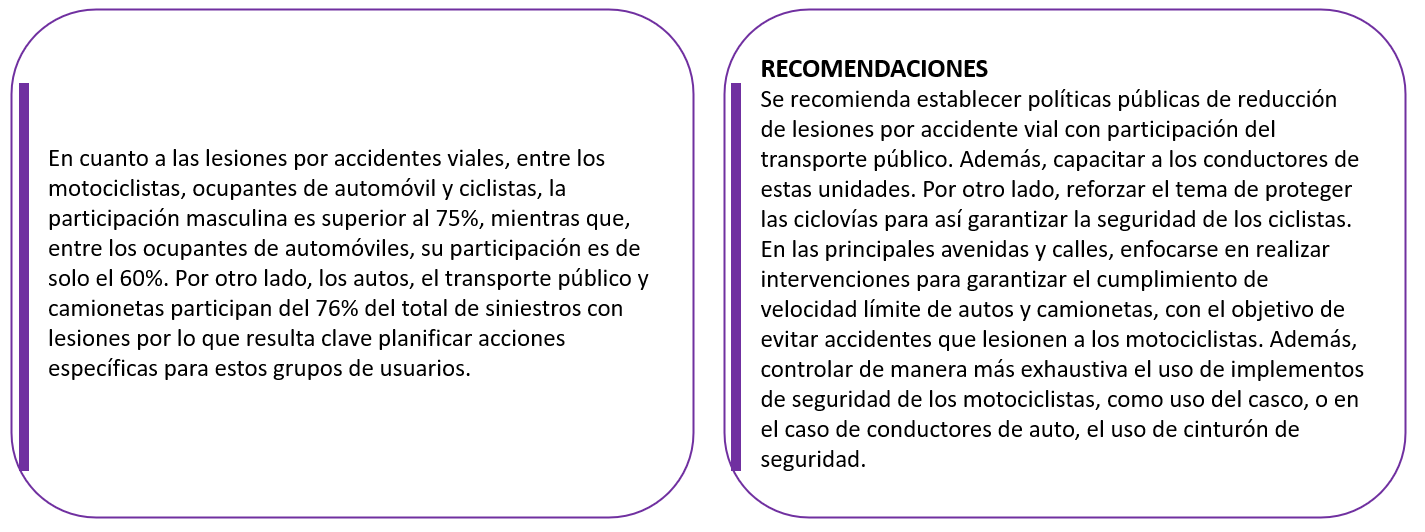 En cuanto a las lesiones por accidentes viales, entre los
motociclistas, ocupantes de automóvil y ciclistas, la
participación masculina es superior al 75%, mientras que,
entre los ocupantes de automóviles, su participación es de
solo el 60%. Por otro lado, los autos, el transporte público y
camionetas participan del 76% del total de siniestros con
lesiones por lo que resulta clave planificar acciones
específicas para estos grupos de usuarios.
RECOMENDACIONES
Se recomienda establecer políticas públicas de reducción
de lesiones por accidente vial con participación del
transporte público. Además, capacitar a los conductores de
estas unidades. Por otro lado, reforzar el tema de proteger
las ciclovías para así garantizar la seguridad de los ciclistas.
En las principales avenidas y calles, enfocarse en realizar
intervenciones para garantizar el cumplimiento de
velocidad límite de autos y camionetas, con el objetivo de
evitar accidentes que lesionen a los motociclistas. Además,
controlar de manera más exhaustiva el uso de implementos
de seguridad de los motociclistas, como uso del casco, o en
el caso de conductores de auto, el uso de cinturón de
seguridad.